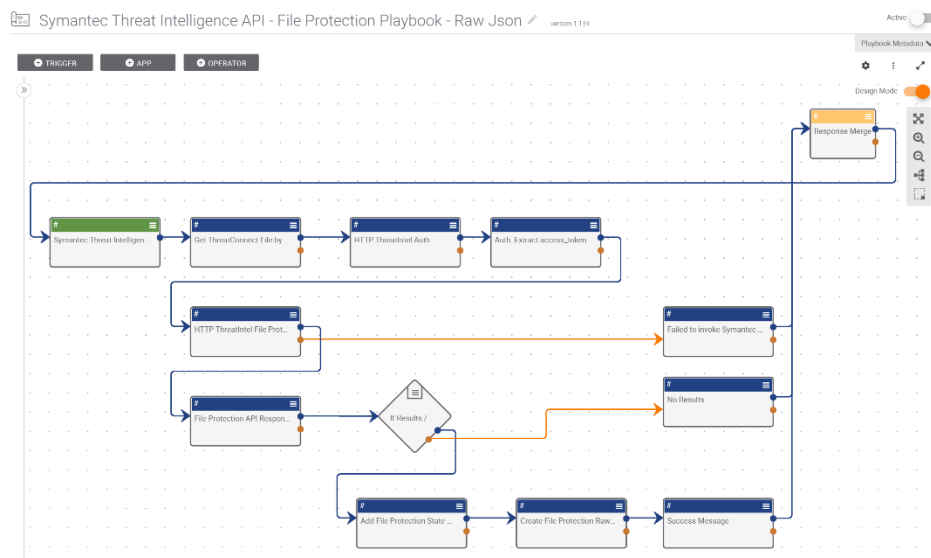 Symantec Threat Intelligence API - File Protection Playbook - Raw Json version 1.134
Active
Playbook Metadata
TRIGGER APP OPERATOR
Design Mode
# 
Response Merge
# # # #
Symantec Threat Intelligen... Get ThreatConnect File by HTTP ThreatIntel Auth Auth: Extract access_token
# #
HTTP ThreatIntel File Prot... Failed to invoke Symantec ...
#
No Results
#
File Protection API Respon... If Results /
# # #
Add File Protection State ... Create File Protection Raw... Success Message